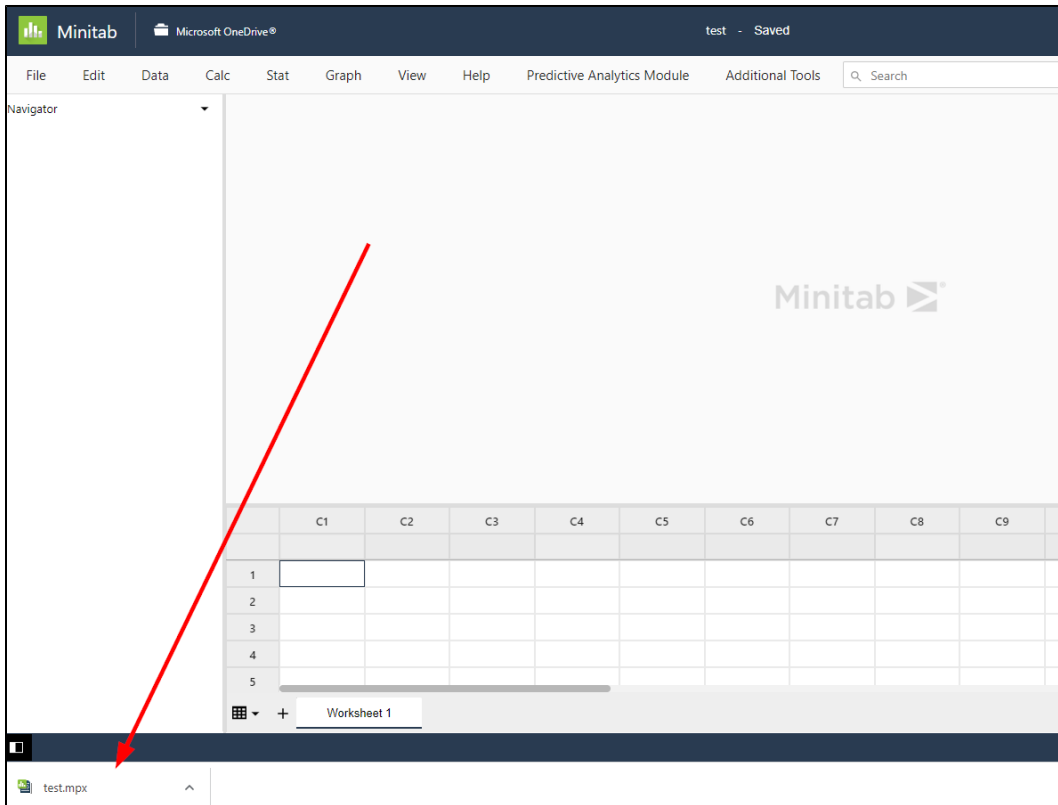 Minitab Microsoft OneDrive® test - Saved
File Edit Data Calc Stat Graph View Help Predictive Analytics Module Additional Tools Search
Navigator
Minitab
C1 C2 C3 C4 C5 C6 C7 C8 C9
1
2
3
4
5
+ Worksheet 1
test.mpx